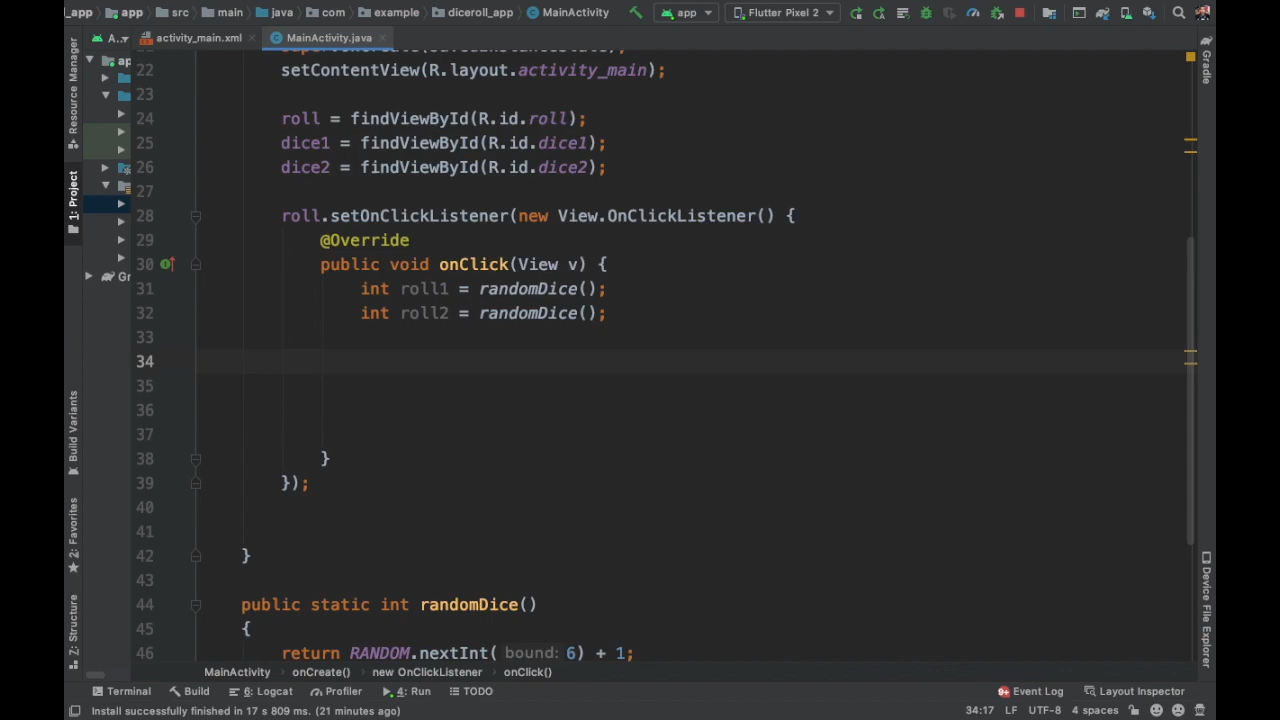 _app app src main java com example diceroll_app MainActivity app Flutter Pixel 2
A.. activity_main.xml MainActivity.java
22 setContentView(R.layout.activity_main);
23
24 roll = findViewById(R.id.roll);
25 dice1 = findViewById(R.id.dice1);
26 dice2 = findViewById(R.id.dice2);
27
28 roll.setOnClickListener(new View.OnClickListener() {
29 @Override
30 public void onClick(View v) {
31 int roll1 = randomDice();
32 int roll2 = randomDice();
33
34
35
36
37
38 }
39 });
40
41
42 }
43
44 public static int randomDice()
45 {
46 return RANDOM.nextInt( bound: 6) + 1;
ap
Gr
Resource Manager
1: Project
Build Variants
2: Favorites
Z: Structure
Gradle
Device File Explorer
MainActivity onCreate() new OnClickListener onClick()
Terminal Build 6: Logcat Profiler 4: Run TODO 9+ Event Log Layout Inspector
Install successfully finished in 17 s 809 ms. (21 minutes ago) 34:17 LF UTF-8 4 spaces